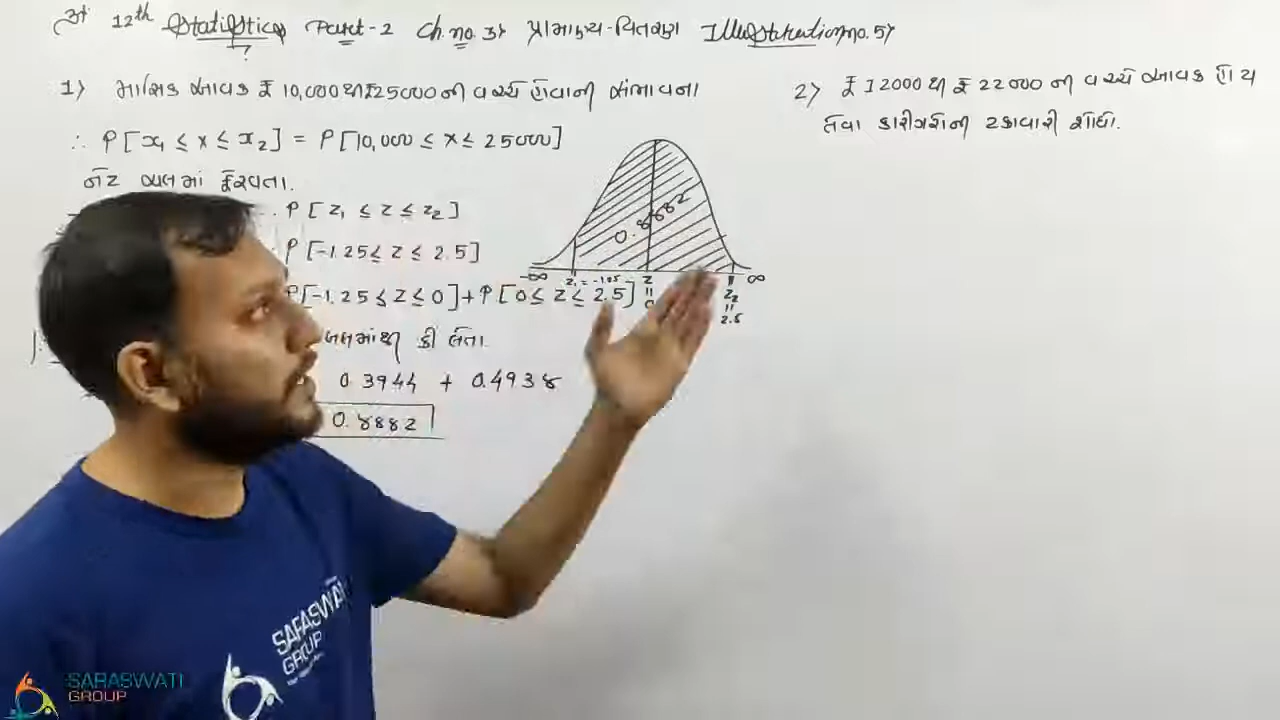 12th Statistics Part-2 Ch. no. 3) પ્રામાણ્ય-વિતરણ Illustration no. 5)
1) માસિક આવક ₹ 10,000 થી ₹ 25000 ની વચ્ચે હોવાની સંભાવના
∴ P[x₁ ≤ x ≤ x₂] = P[10,000 ≤ x ≤ 25000]
P[z₁ ≤ z ≤ z₂]
P[-1.25 ≤ z ≤ 2.5]
P[-1.25 ≤ z ≤ 0] + P[0 ≤ z ≤ 2.5]
0.3944 + 0.4938
0.8882
0.8882
-∞ z₁ = -1.25 z = 0 z₂ = 2.5 ∞
2) ₹ 12000 થી ₹ 22000 ની વચ્ચે આવક હોય
તેવા કારીગરોની ટકાવારી શોધો.
SARASWATI GROUP
SARASWATI
GROUP